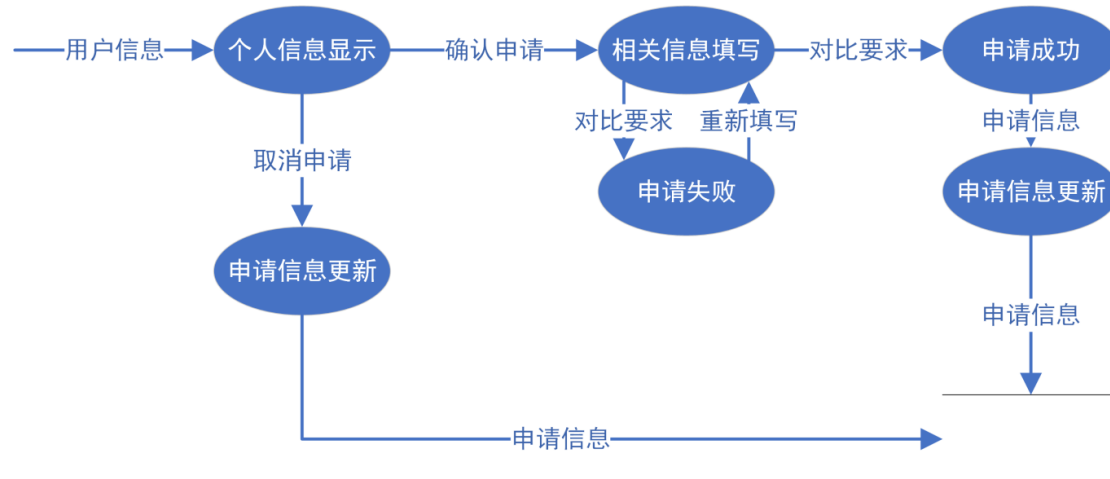 用户信息
个人信息显示
确认申请
相关信息填写
对比要求
申请成功
对比要求
重新填写
申请信息
取消申请
申请失败
申请信息更新
申请信息更新
申请信息
申请信息